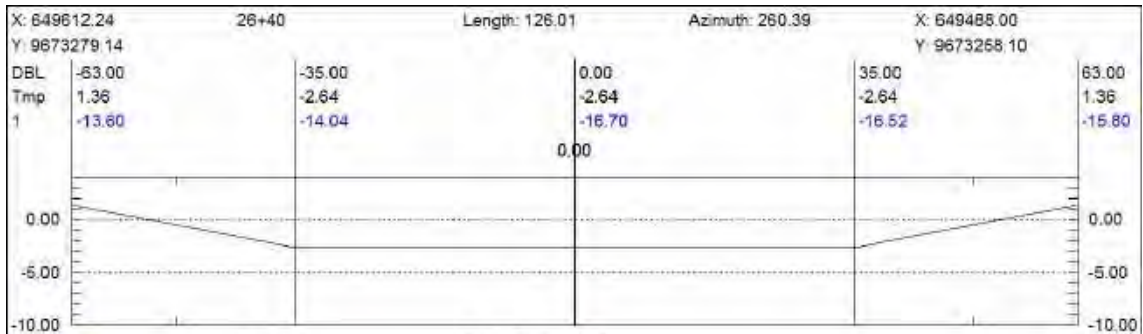 X: 649612.24 26+40 Length: 126.01 Azimuth: 260.39 X: 649488.00
Y: 9673279.14 Y: 9673258.10
DBL -63.00 -35.00 0.00 35.00 63.00
Tmp 1.36 -2.64 -2.64 -2.64 1.36
1 -13.60 -14.04 -16.70 -16.52 -15.80
0.00
0.00 0.00
-5.00 -5.00
-10.00 -10.00